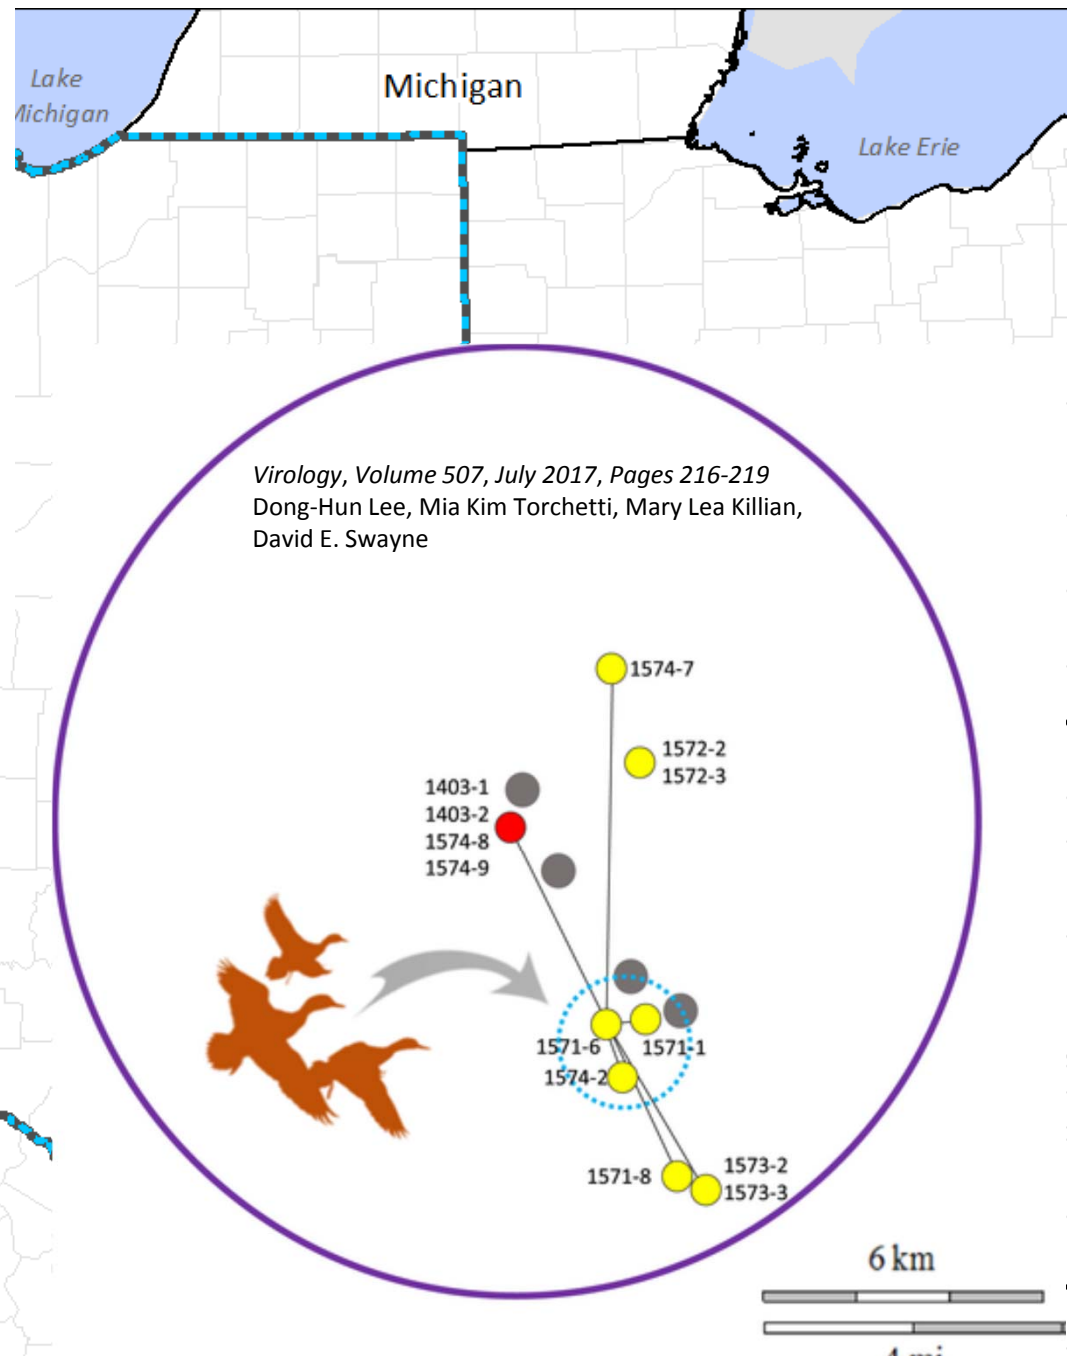 Lake
Michigan
Michigan
Lake Erie
Virology, Volume 507, July 2017, Pages 216-219
Dong-Hun Lee, Mia Kim Torchetti, Mary Lea Killian,
David E. Swayne
1574-7
1572-2
1572-3
1403-1
1403-2
1574-8
1574-9
1571-6
1571-1
1574-2
1571-8
1573-2
1573-3
6 km
4 mi